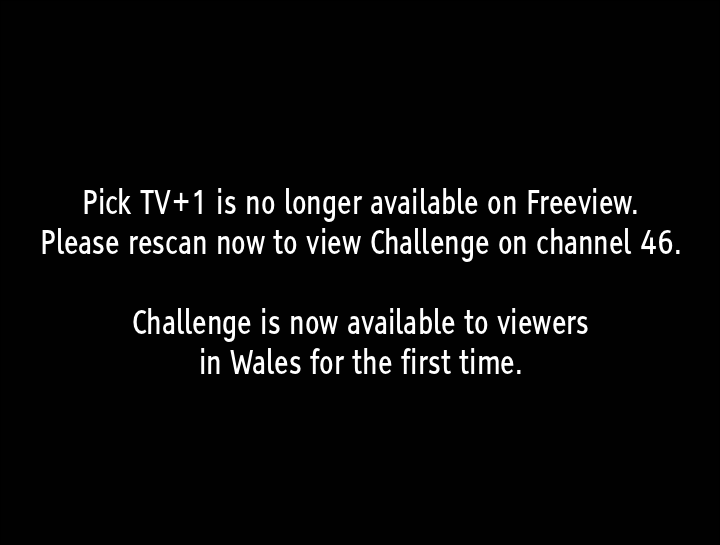 Pick TV+1 is no longer available on Freeview.
Please rescan now to view Challenge on channel 46.
Challenge is now available to viewers
in Wales for the first time.